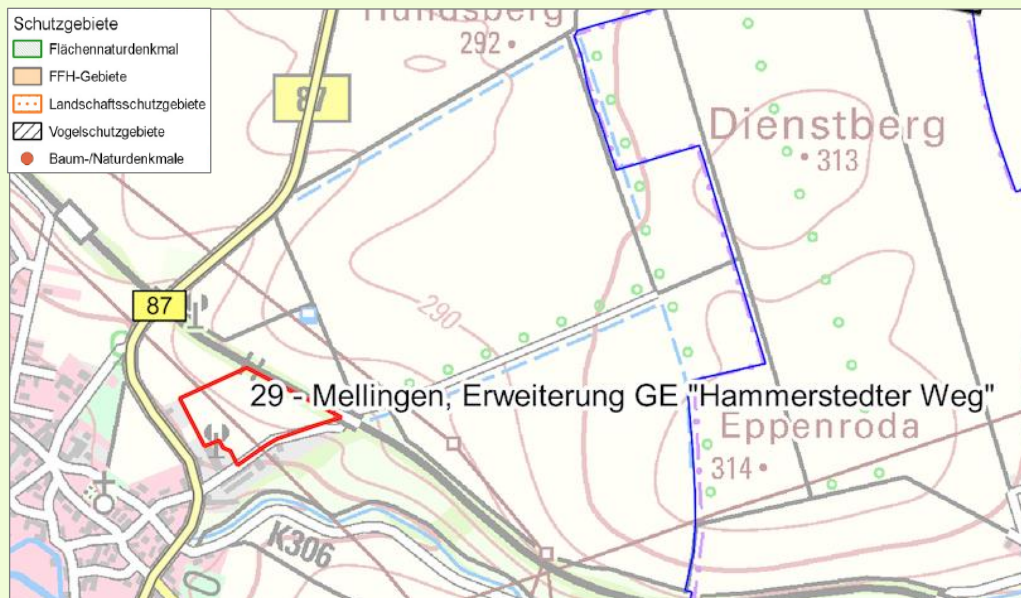 Schutzgebiete
Flächennaturdenkmal
FFH-Gebiete
Landschaftsschutzgebiete
Vogelschutzgebiete
Baum-/Naturdenkmale
Hundsberg
292
87
Dienstberg
313
87
290
29 - Mellingen, Erweiterung GE "Hammerstedter Weg"
Eppenroda
314
K306